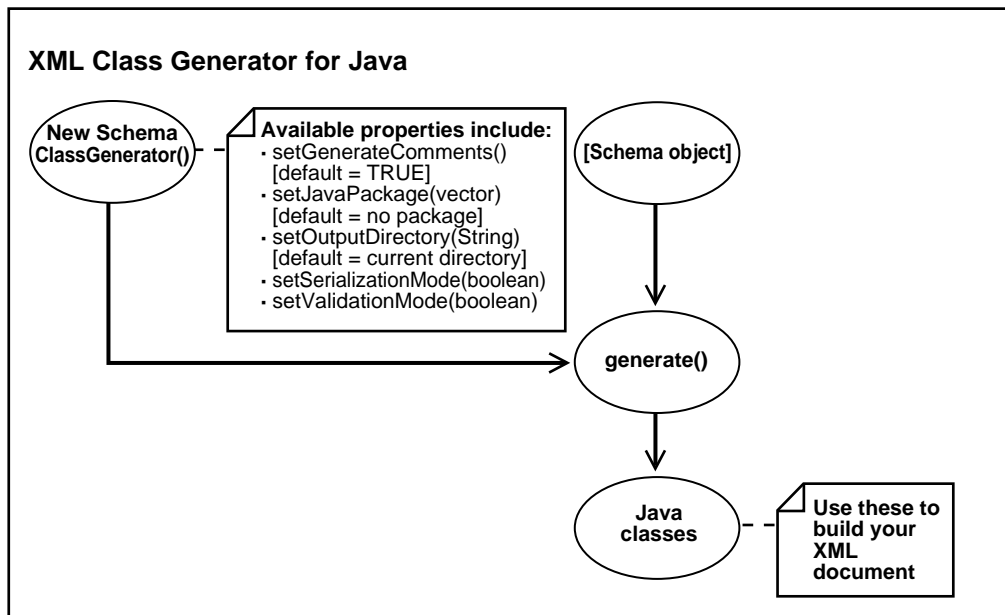 XML Class Generator for Java
New Schema
ClassGenerator()
Available properties include:
· setGenerateComments()
[default = TRUE]
· setJavaPackage(vector)
[default = no package]
· setOutputDirectory(String)
[default = current directory]
· setSerializationMode(boolean)
· setValidationMode(boolean)
[Schema object]
generate()
Java
classes
Use these to
build your
XML
document